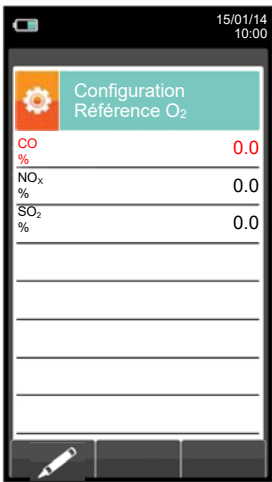 15/01/14
10:00
Configuration
Référence O₂
CO 0.0
%
NOₓ 0.0
%
SO₂ 0.0
%